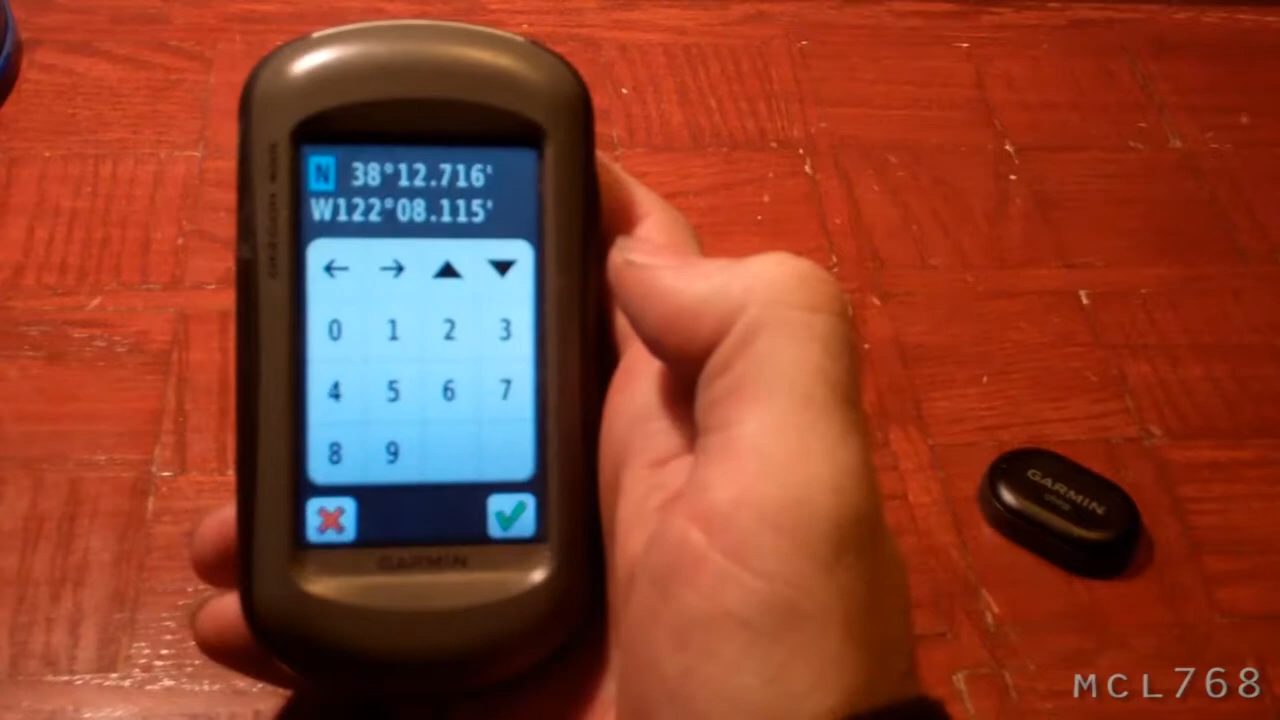 N 38°12.716'
W122°08.115'
← → ▲ ▼
0 1 2 3
4 5 6 7
8 9
GARMIN
GARMIN
MCL768